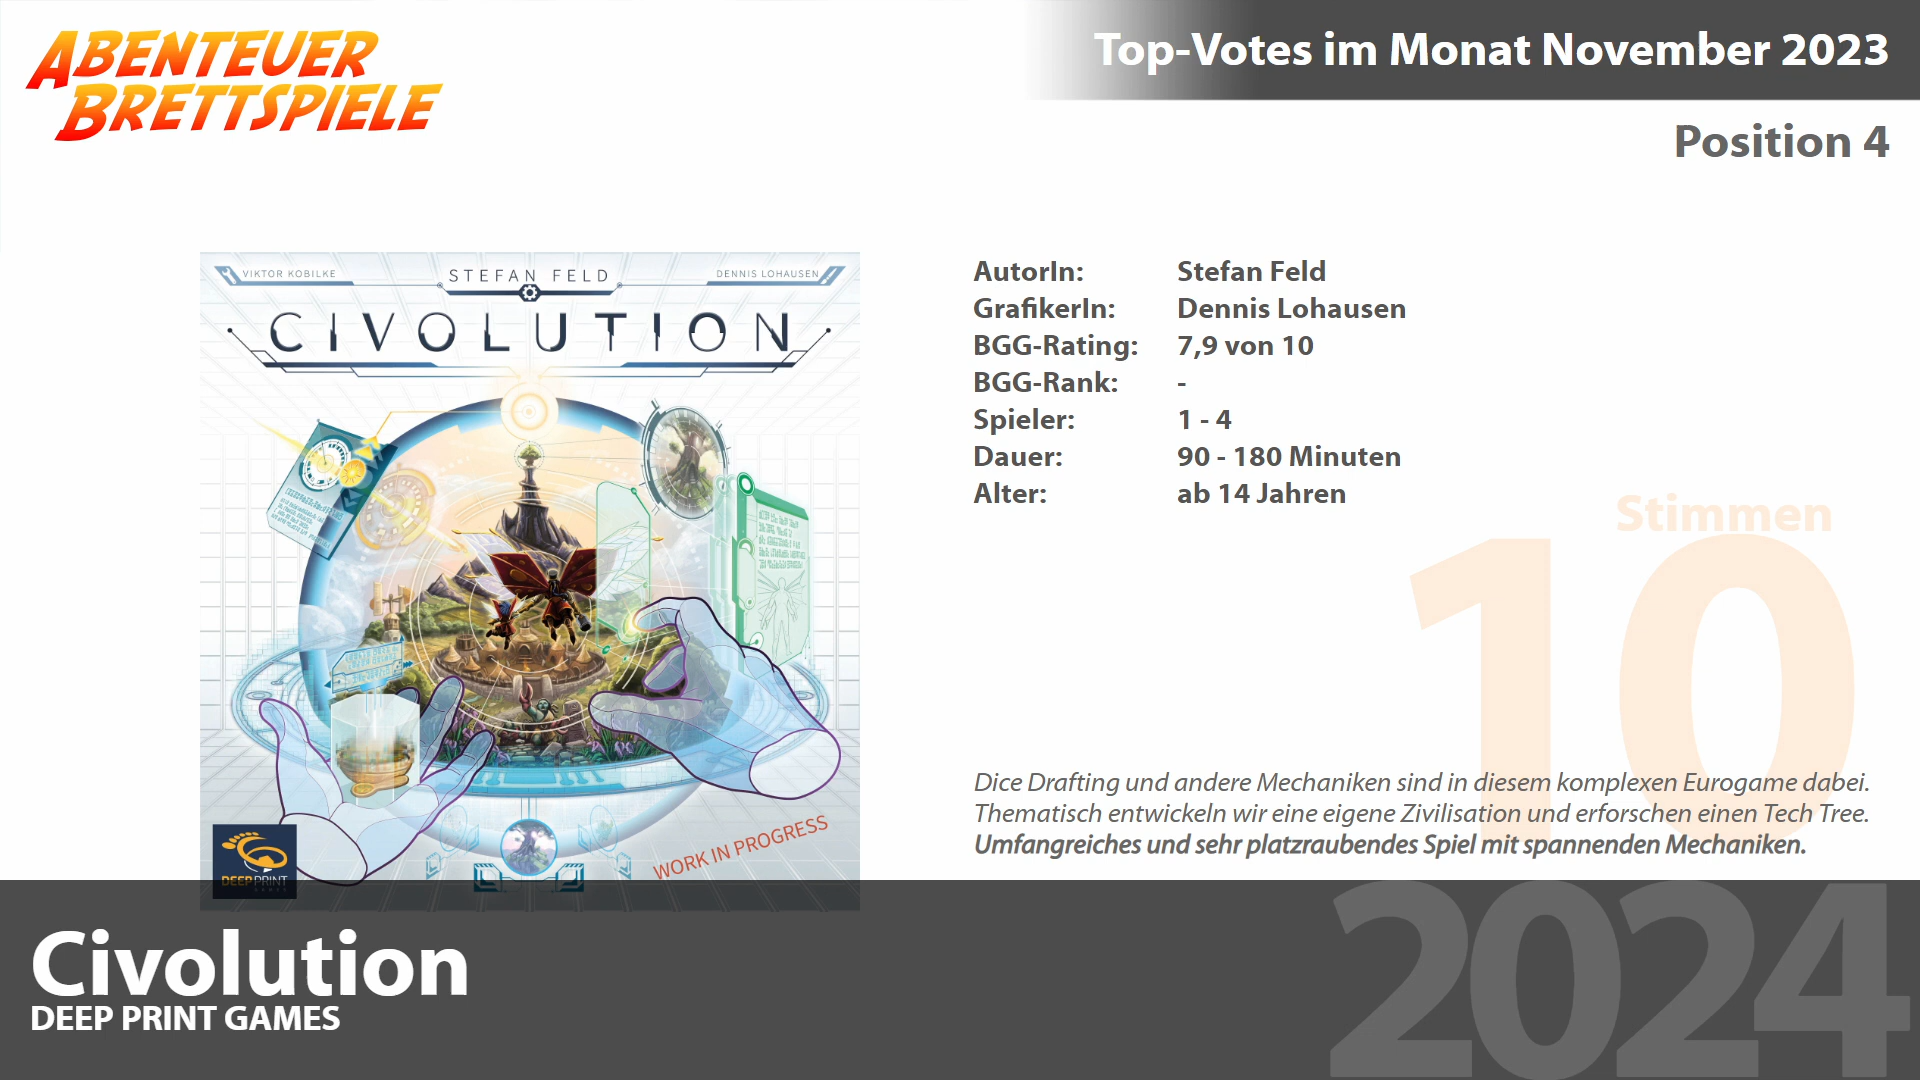 ABENTEUER
BRETTSPIELE
Top-Votes im Monat November 2023
Position 4
VIKTOR KOBILKE
STEFAN FELD
DENNIS LOHAUSEN
CIVOLUTION
WORK IN PROGRESS
DEEP PRINT
GAMES
AutorIn: Stefan Feld
GrafikerIn: Dennis Lohausen
BGG-Rating: 7,9 von 10
BGG-Rank: -
Spieler: 1 - 4
Dauer: 90 - 180 Minuten
Alter: ab 14 Jahren
Stimmen
10
Dice Drafting und andere Mechaniken sind in diesem komplexen Eurogame dabei.
Thematisch entwickeln wir eine eigene Zivilisation und erforschen einen Tech Tree.
Umfangreiches und sehr platzraubendes Spiel mit spannenden Mechaniken.
Civolution
DEEP PRINT GAMES
2024